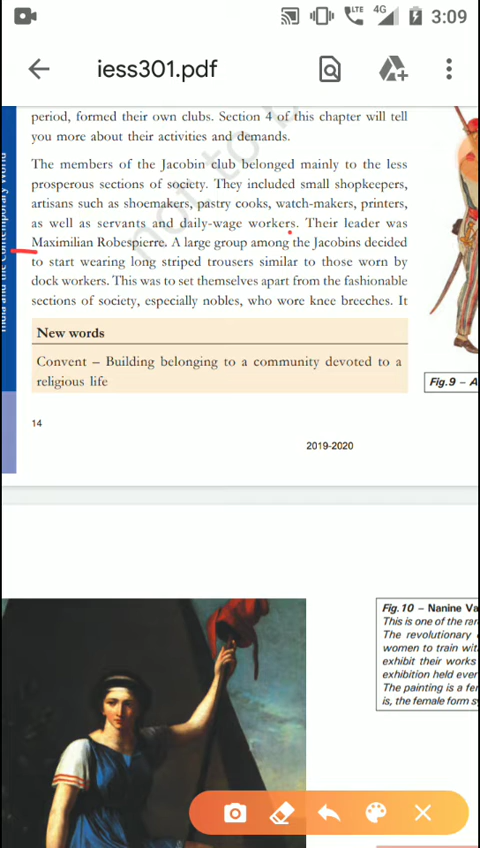 LTE
4G
3:09
iess301.pdf
period, formed their own clubs. Section 4 of this chapter will tell
you more about their activities and demands.
The members of the Jacobin club belonged mainly to the less
prosperous sections of society. They included small shopkeepers,
artisans such as shoemakers, pastry cooks, watch-makers, printers,
as well as servants and daily-wage workers. Their leader was
Maximilian Robespierre. A large group among the Jacobins decided
to start wearing long striped trousers similar to those worn by
dock workers. This was to set themselves apart from the fashionable
sections of society, especially nobles, who wore knee breeches. It
India and the Contemporary World
not to
New words
Convent – Building belonging to a community devoted to a
religious life
Fig.9 – A
14
2019-2020
Fig.10 – Nanine Va
This is one of the rar
The revolutionary
women to train wit
exhibit their works
exhibition held ever
The painting is a fe
is, the female form s